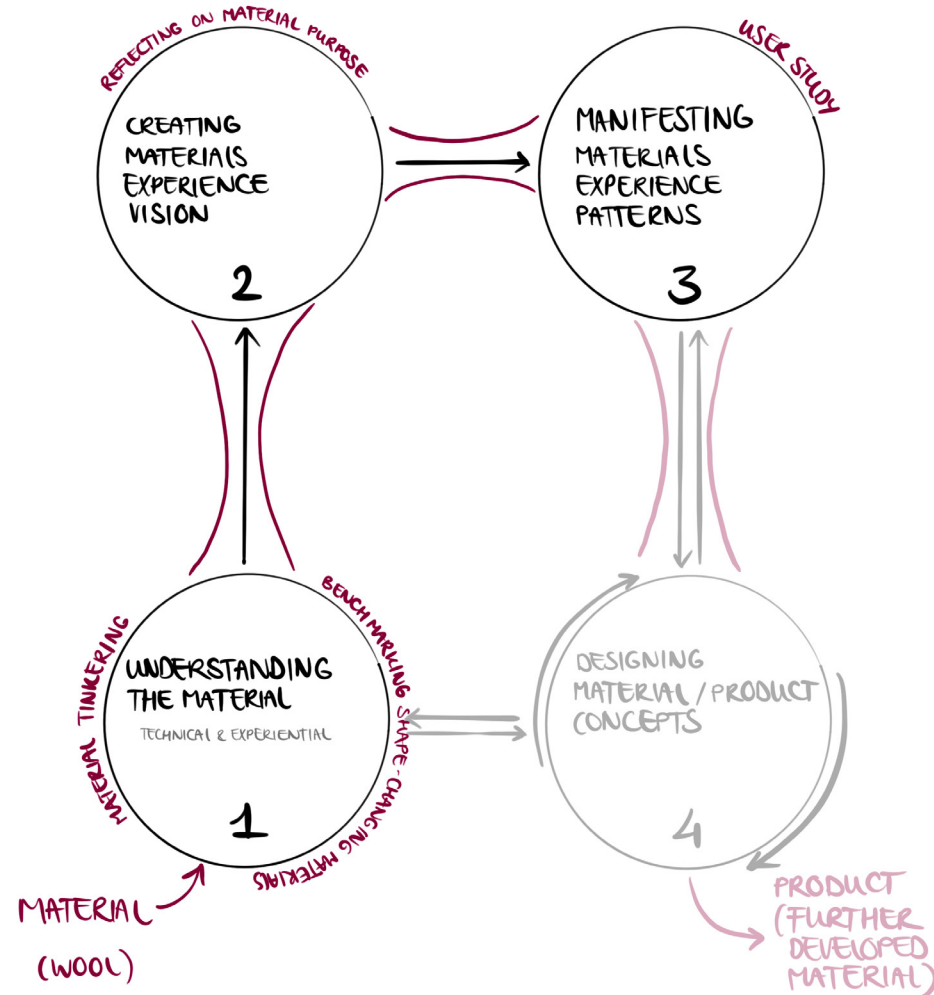 REFLECTING ON MATERIAL PURPOSE
CREATING
MATERIALS
EXPERIENCE
VISION
2
USER STUDY
MANIFESTING
MATERIALS
EXPERIENCE
PATTERNS
3
MATERIAL TINKERING
BENCHMARKING SHAPE-CHANGING MATERIALS
UNDERSTANDING
THE MATERIAL
TECHNICAL & EXPERIENTIAL
1
MATERIAL
(WOOL)
DESIGNING
MATERIAL/PRODUCT
CONCEPTS
4
PRODUCT
(FURTHER
DEVELOPED
MATERIAL)